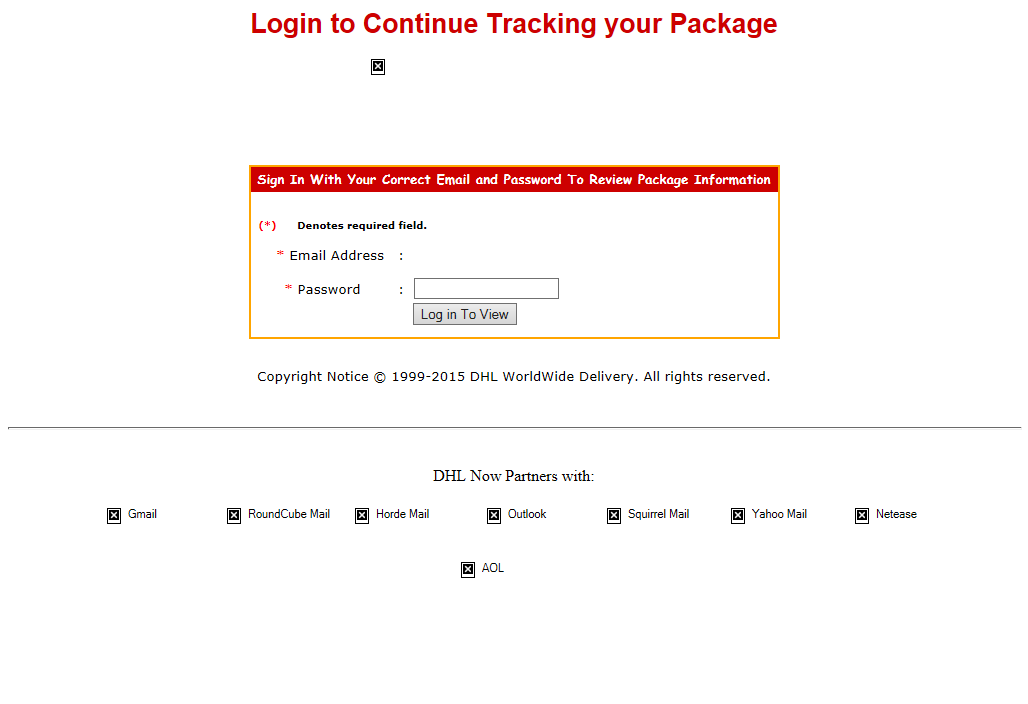 Login to Continue Tracking your Package
Sign In With Your Correct Email and Password To Review Package Information
(*) Denotes required field.
* Email Address :
* Password :
Log in To View
Copyright Notice © 1999-2015 DHL WorldWide Delivery. All rights reserved.
DHL Now Partners with:
Gmail RoundCube Mail Horde Mail Outlook Squirrel Mail Yahoo Mail Netease
AOL